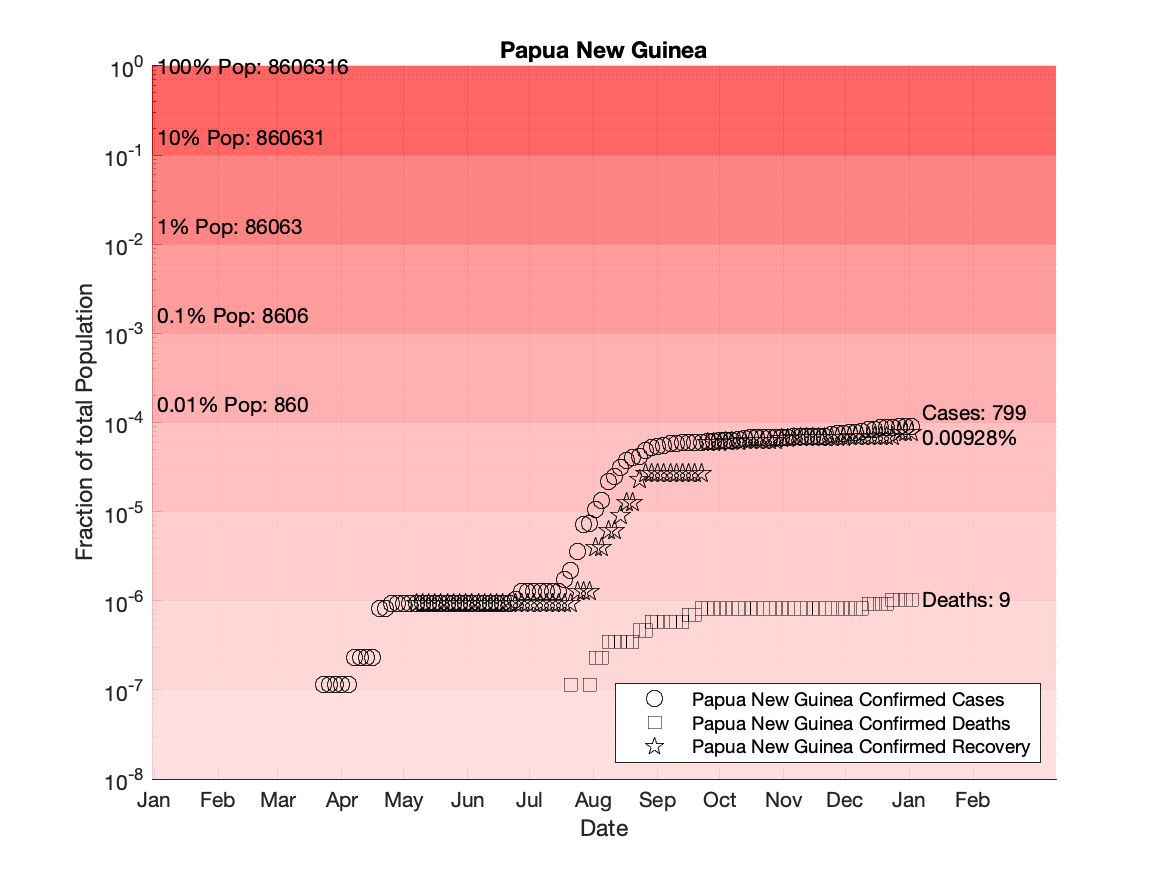 Papua New Guinea
Fraction of total Population
10^0
10^-1
10^-2
10^-3
10^-4
10^-5
10^-6
10^-7
10^-8
100% Pop: 8606316
10% Pop: 860631
1% Pop: 86063
0.1% Pop: 8606
0.01% Pop: 860
Cases: 799
0.00928%
Deaths: 9
Papua New Guinea Confirmed Cases
Papua New Guinea Confirmed Deaths
Papua New Guinea Confirmed Recovery
Jan Feb Mar Apr May Jun Jul Aug Sep Oct Nov Dec Jan Feb
Date